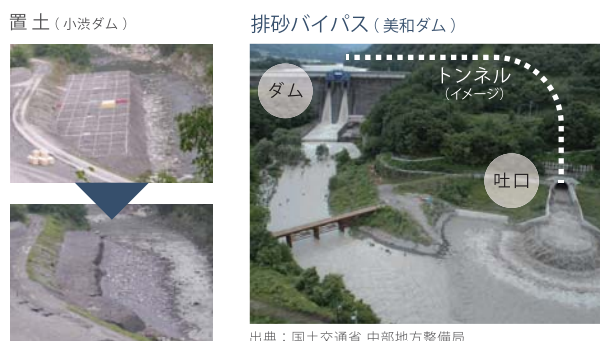 置土(小渋ダム)
排砂バイパス(美和ダム)
ダム
トンネル
(イメージ)
吐口
出典:国土交通省 中部地方整備局